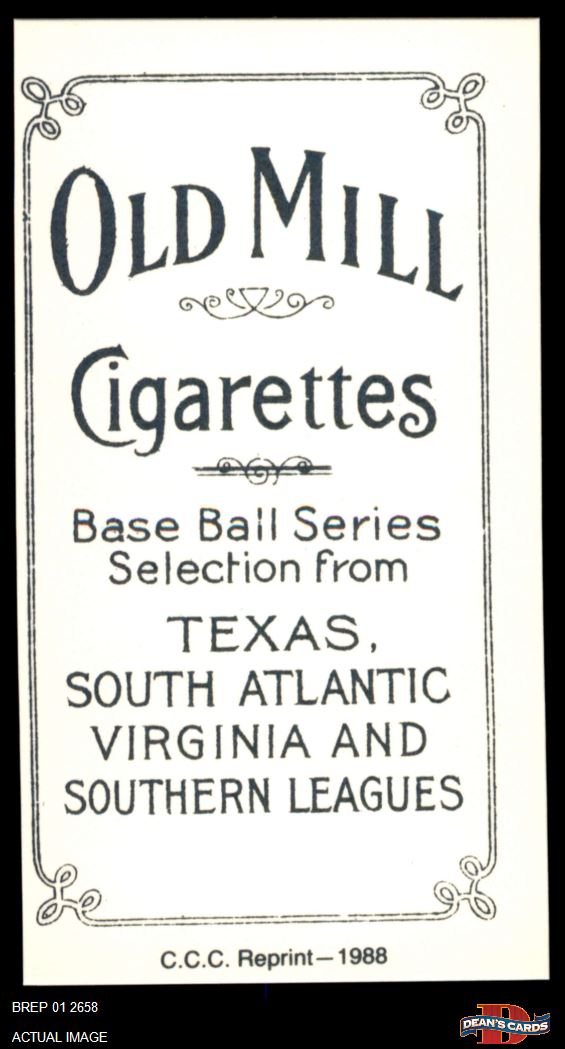 OLD MILL
Cigarettes
Base Ball Series
Selection from
TEXAS,
SOUTH ATLANTIC
VIRGINIA AND
SOUTHERN LEAGUES
C.C.C. Reprint—1988
BREP 01 2658
ACTUAL IMAGE
D
DEAN'S CARDS